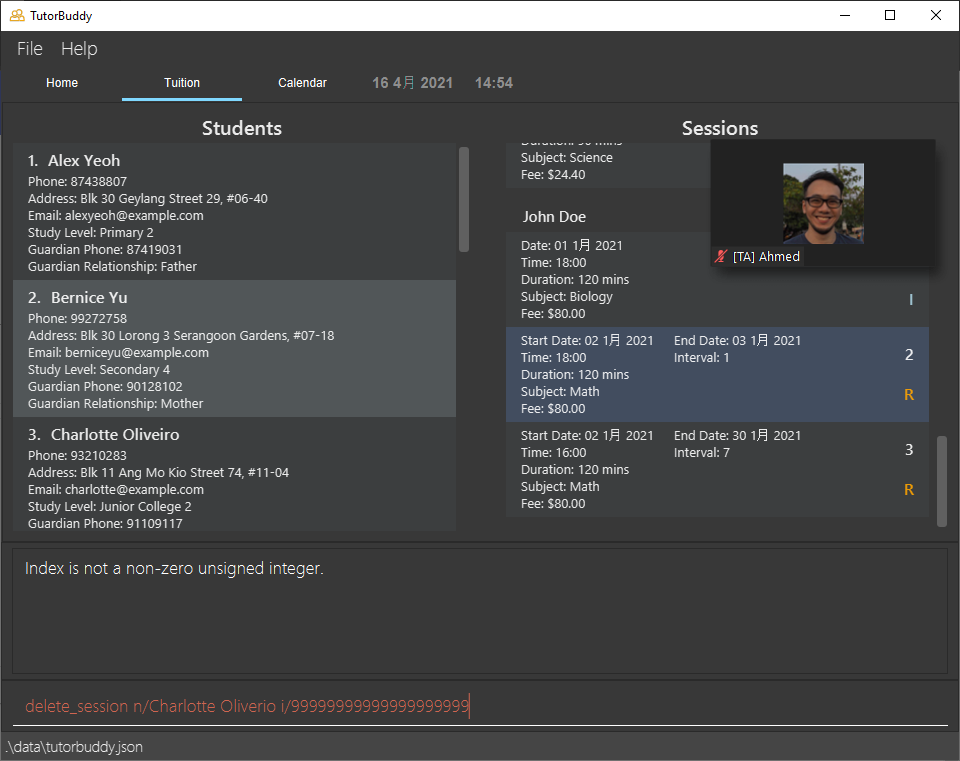 TutorBuddy
File Help
Home Tuition Calendar 16 4月 2021 14:54
Students
1. Alex Yeoh
Phone: 87438807
Address: Blk 30 Geylang Street 29, #06-40
Email: alexyeoh@example.com
Study Level: Primary 2
Guardian Phone: 87419031
Guardian Relationship: Father
2. Bernice Yu
Phone: 99272758
Address: Blk 30 Lorong 3 Serangoon Gardens, #07-18
Email: berniceyu@example.com
Study Level: Secondary 4
Guardian Phone: 90128102
Guardian Relationship: Mother
3. Charlotte Oliveiro
Phone: 93210283
Address: Blk 11 Ang Mo Kio Street 74, #11-04
Email: charlotte@example.com
Study Level: Junior College 2
Guardian Phone: 91109117
Sessions
Duration: 90 mins
Subject: Science
Fee: $24.40
[TA] Ahmed
John Doe
Date: 01 1月 2021
Time: 18:00
Duration: 120 mins
Subject: Biology
Fee: $80.00
I
Start Date: 02 1月 2021 End Date: 03 1月 2021
Time: 18:00 Interval: 1
2
Duration: 120 mins
Subject: Math
R
Fee: $80.00
Start Date: 02 1月 2021 End Date: 30 1月 2021
Time: 16:00 Interval: 7
3
Duration: 120 mins
Subject: Math
R
Fee: $80.00
Index is not a non-zero unsigned integer.
delete_session n/Charlotte Oliverio i/99999999999999999999
.\data\tutorbuddy.json